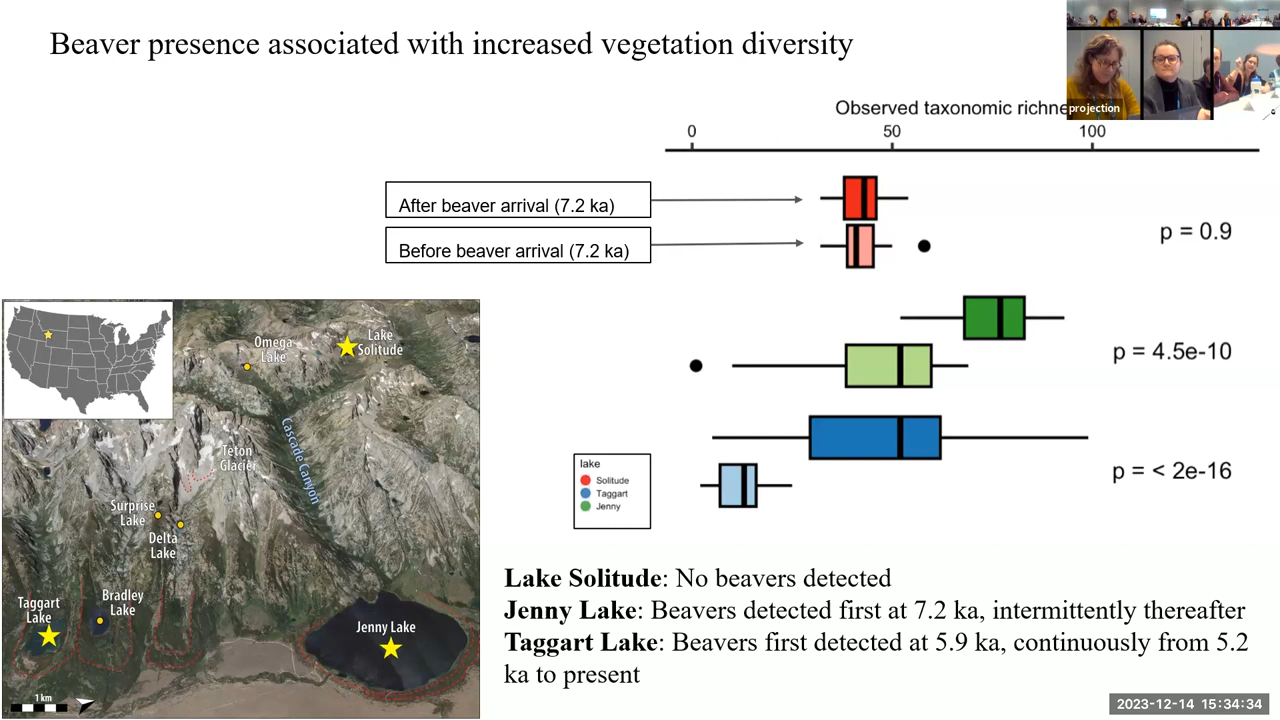 Beaver presence associated with increased vegetation diversity
projection
Observed taxonomic richne
0 50 100
After beaver arrival (7.2 ka)
Before beaver arrival (7.2 ka)
p = 0.9
p = 4.5e-10
p = < 2e-16
lake
Solitude
Taggart
Jenny
Omega
Lake
Lake
Solitude
Cascade Canyon
Teton
Glacier
Surprise
Lake
Delta
Lake
Taggart
Lake
Bradley
Lake
Jenny Lake
1 km
Lake Solitude: No beavers detected
Jenny Lake: Beavers detected first at 7.2 ka, intermittently thereafter
Taggart Lake: Beavers first detected at 5.9 ka, continuously from 5.2
ka to present
2023-12-14 15:34:34